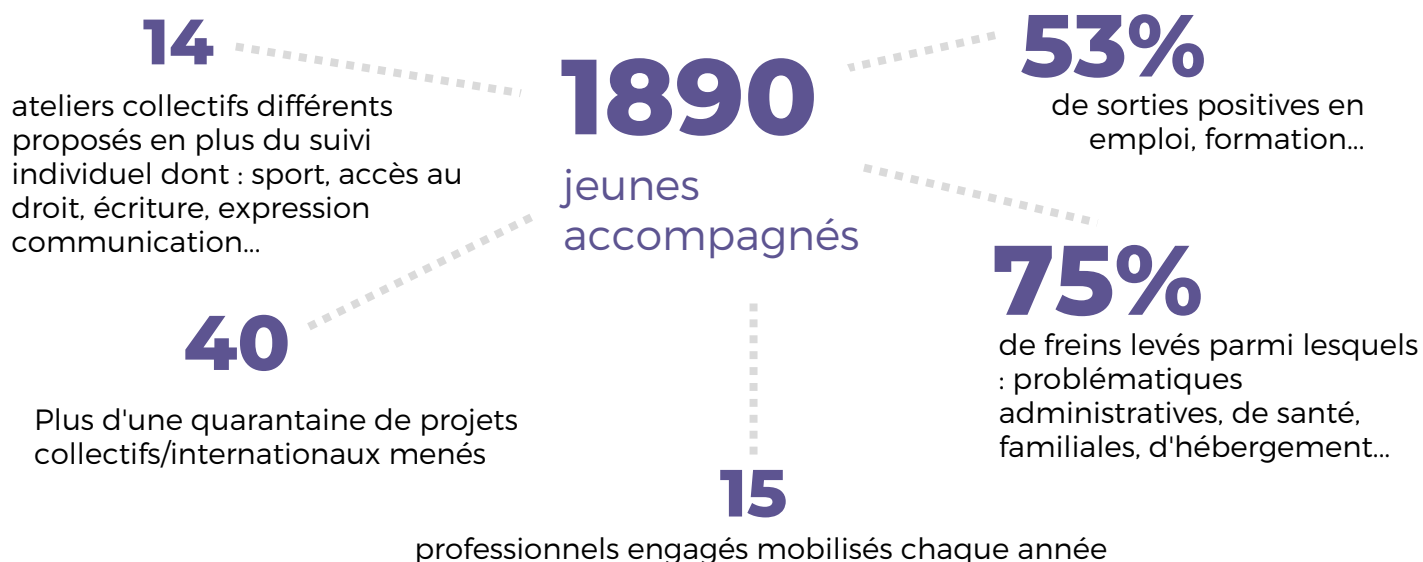 14
ateliers collectifs différents
proposés en plus du suivi
individuel dont : sport, accès au
droit, écriture, expression
communication...
1890
jeunes
accompagnés
53%
de sorties positives en
emploi, formation...
75%
de freins levés parmi lesquels
: problématiques
administratives, de santé,
familiales, d'hébergement...
40
Plus d'une quarantaine de projets
collectifs/internationaux menés
15
professionnels engagés mobilisés chaque année